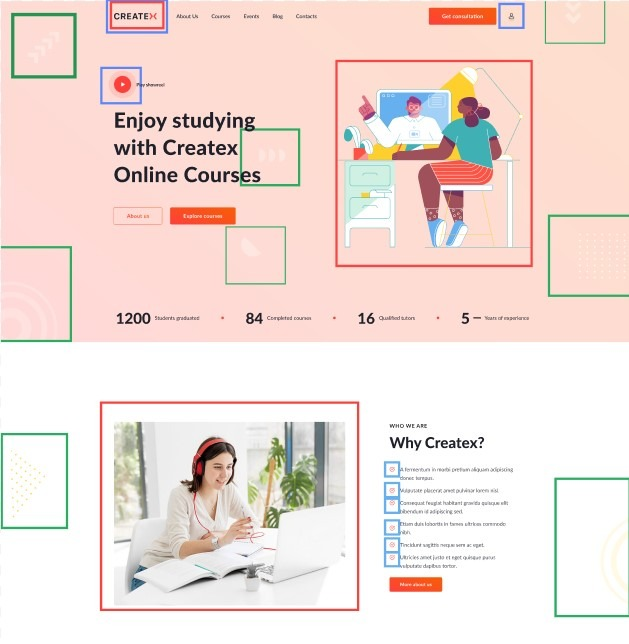 CREATEX
About Us
Courses
Events
Blog
Contacts
Get consultation
Play showreel
Enjoy studying
with Createx
Online Courses
About us
Explore courses
1200 Students graduated
84 Completed courses
16 Qualified tutors
5 Years of experience
WHO WE ARE
Why Createx?
A fermentum in morbi pretium aliquam adipiscing
donec tempus.
Vulputate placerat amet pulvinar lorem nisl.
Consequat feugiat habitant gravida quisque elit
bibendum id adipiscing sed.
Etiam duis lobortis in fames ultrices commodo
nibh.
Tincidunt sagittis neque sem ac eget.
Ultricies amet justo et eget quisque purus
vulputate dapibus tortor.
More about us